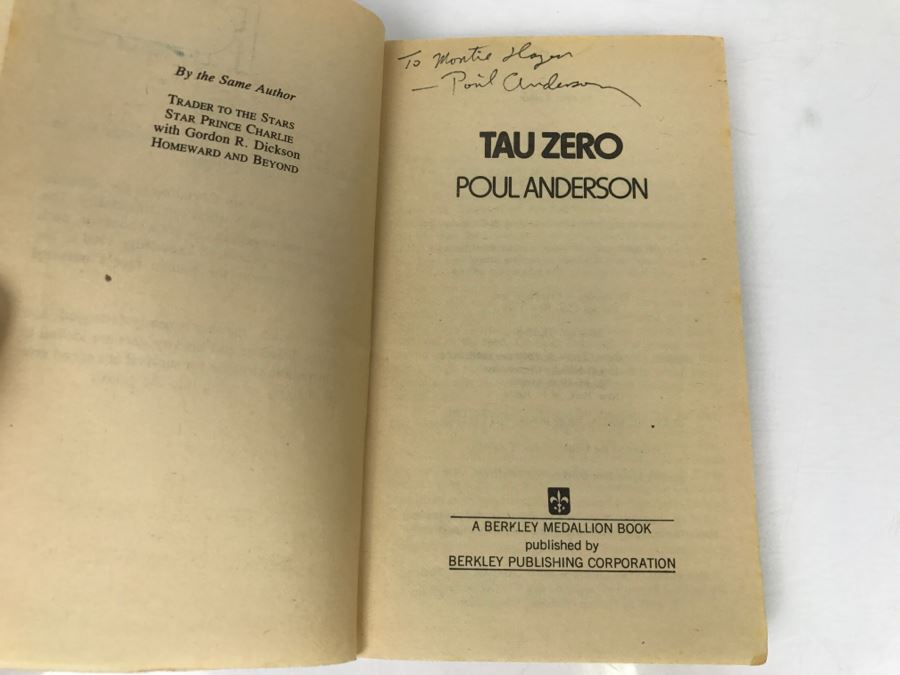 By the Same Author
TRADER TO THE STARS
STAR PRINCE CHARLIE
with Gordon R. Dickson
HOMEWARD AND BEYOND
To Montie Hagen
— Poul Anderson
TAU ZERO
POUL ANDERSON
A BERKLEY MEDALLION BOOK
published by
BERKLEY PUBLISHING CORPORATION